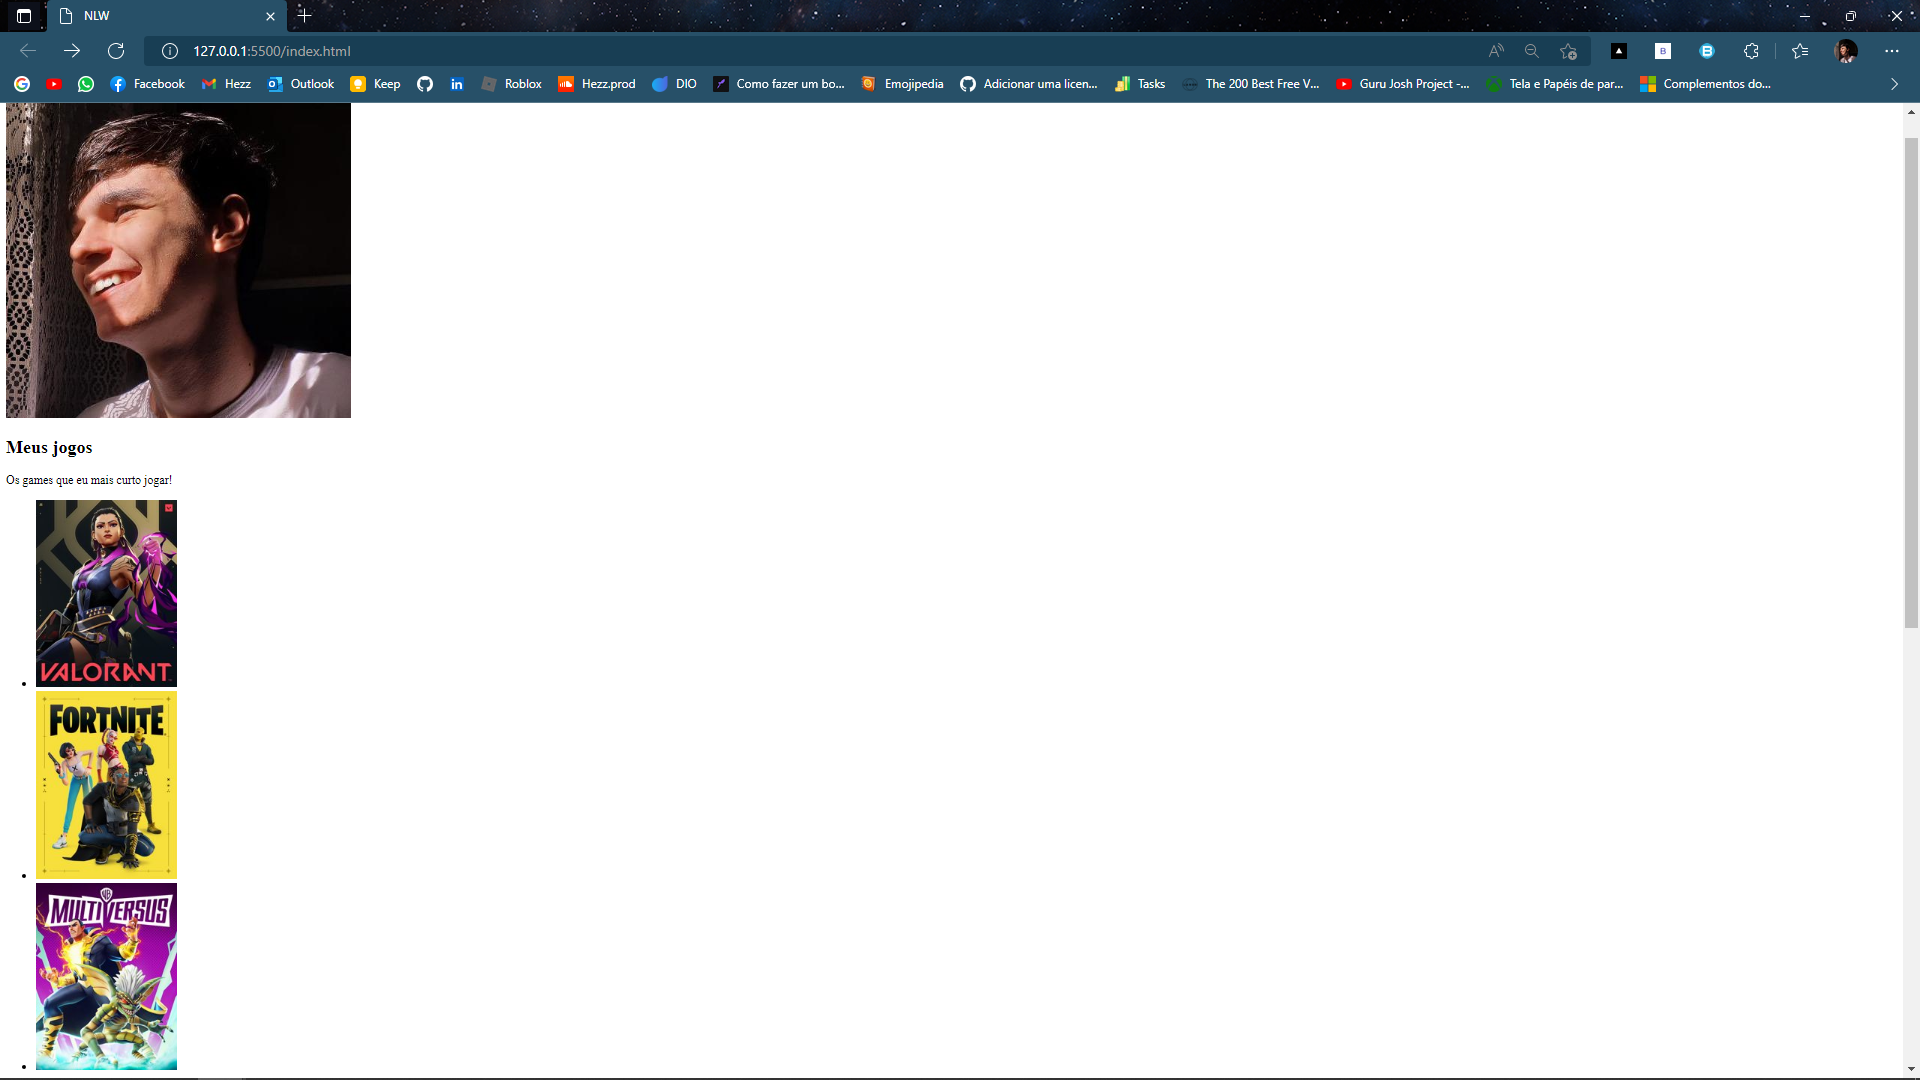 NLW
127.0.0.1:5500/index.html
Facebook
Hezz
Outlook
Keep
Roblox
Hezz.prod
DIO
Como fazer um bo...
Emojipedia
Adicionar uma licen...
Tasks
The 200 Best Free V...
Guru Josh Project -...
Tela e Papéis de par...
Complementos do...
Meus jogos
Os games que eu mais curto jogar!
VALORANT
FORTNITE
MULTIVERSUS